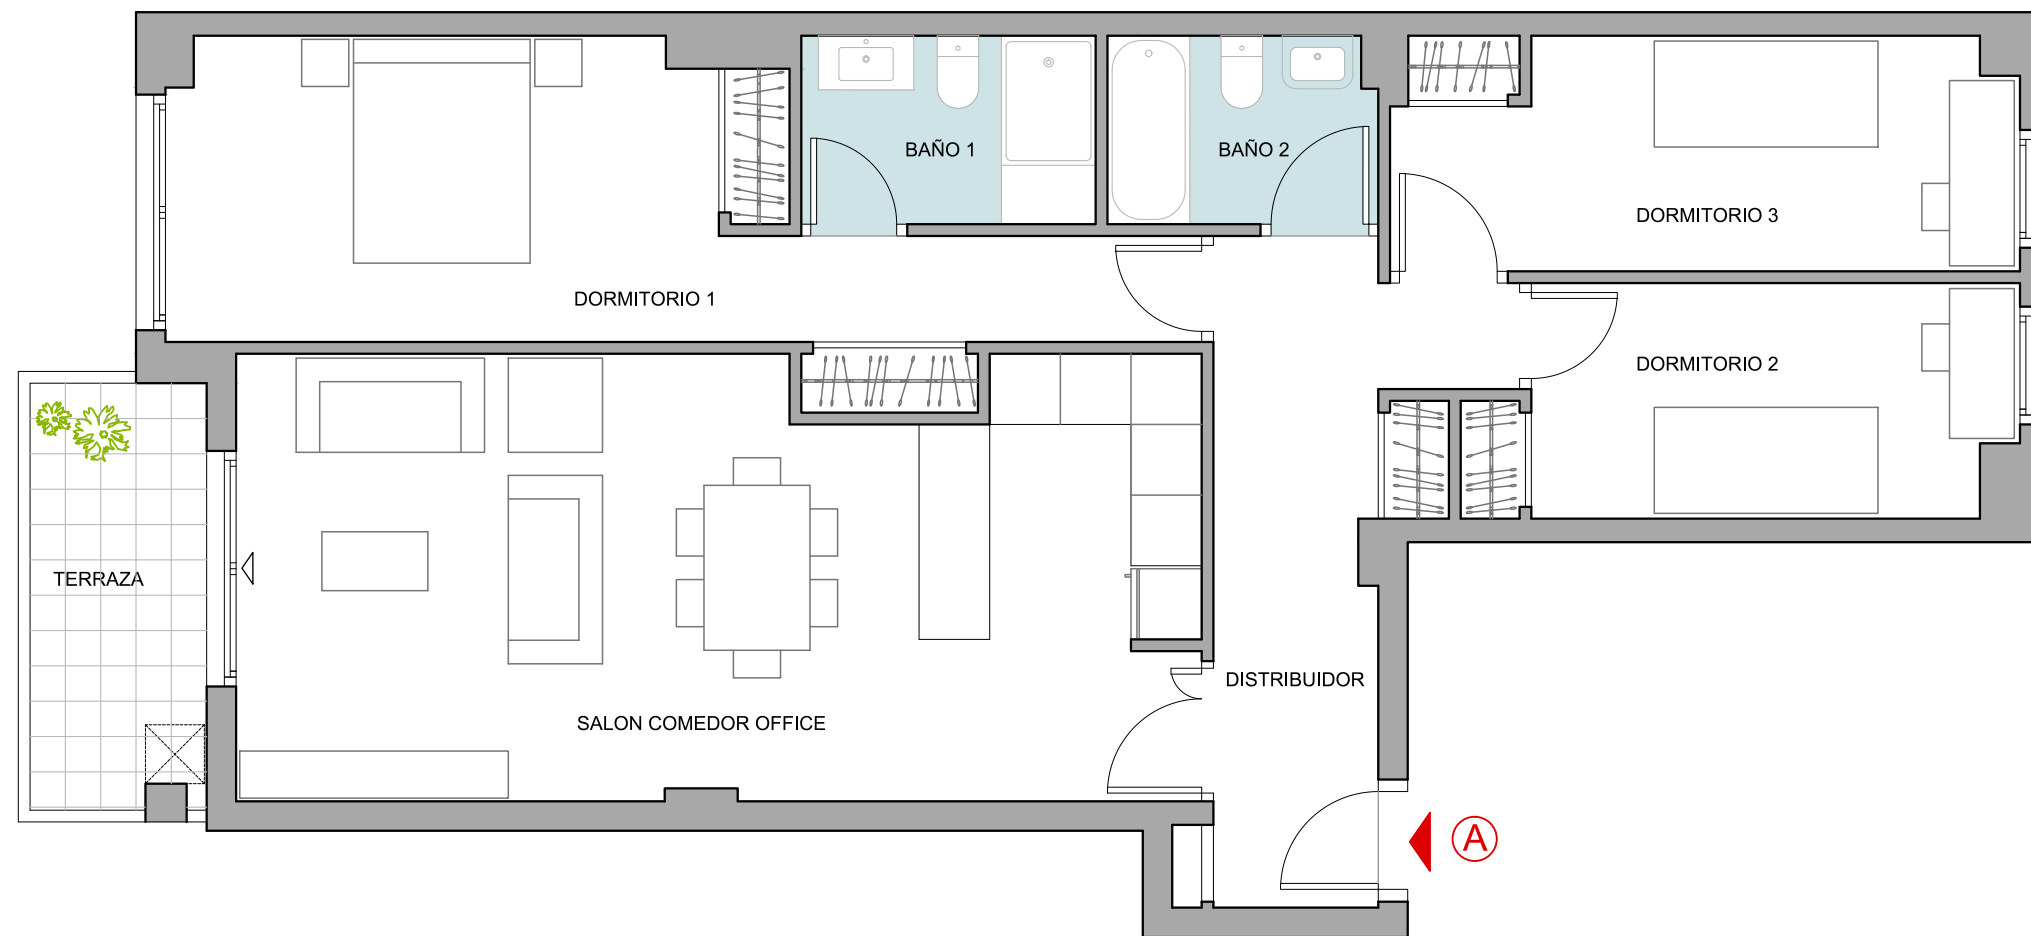 BAÑO 1
BAÑO 2
DORMITORIO 3
DORMITORIO 1
DORMITORIO 2
TERRAZA
DISTRIBUIDOR
SALON COMEDOR OFFICE
A